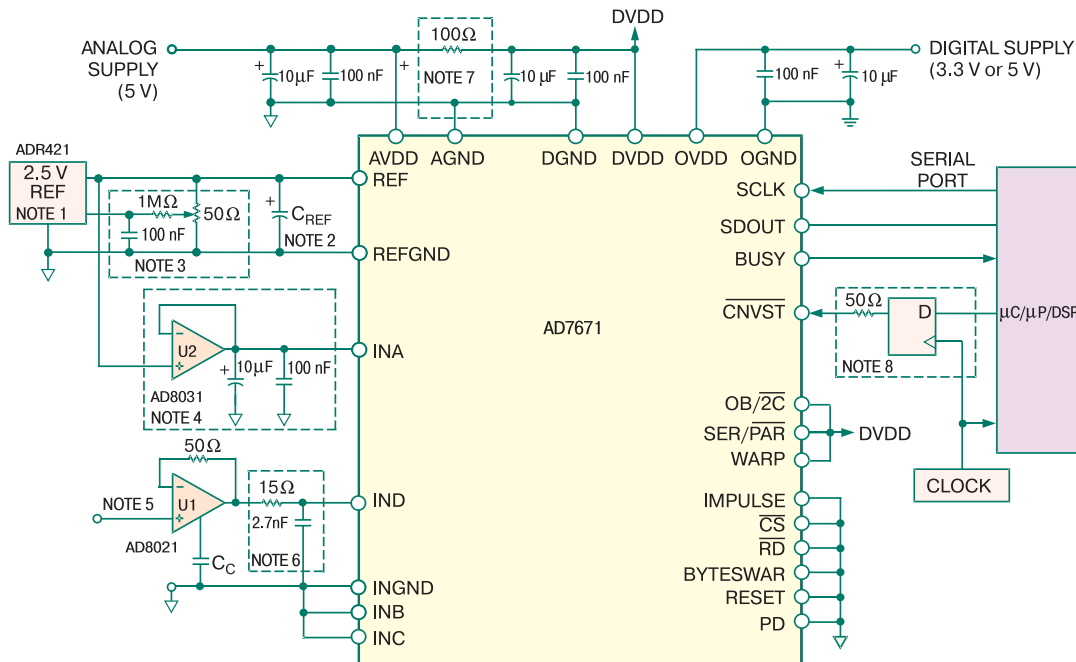 ANALOG
SUPPLY
(5 V)
+
10 μF
100 nF
+
100Ω
NOTE 7
10 μF
100 nF
DVDD
100 nF
+
10 μF
DIGITAL SUPPLY
(3.3 V or 5 V)
ADR421
2.5 V
REF
NOTE 1
1MΩ
50Ω
100 nF
NOTE 3
+
C_REF
NOTE 2
AVDD
AGND
DGND
DVDD
OVDD
OGND
REF
REFGND
INA
IND
INGND
INB
INC
AD7671
SCLK
SDOUT
BUSY
CNVST
OB/2C
SER/PAR
WARP
IMPULSE
CS
RD
BYTESWAR
RESET
PD
SERIAL
PORT
50Ω
D
NOTE 8
μC/μP/DSP
DVDD
CLOCK
−
U2
+
AD8031
NOTE 4
+
10 μF
100 nF
50Ω
−
U1
+
NOTE 5
AD8021
C_C
15Ω
2.7nF
NOTE 6